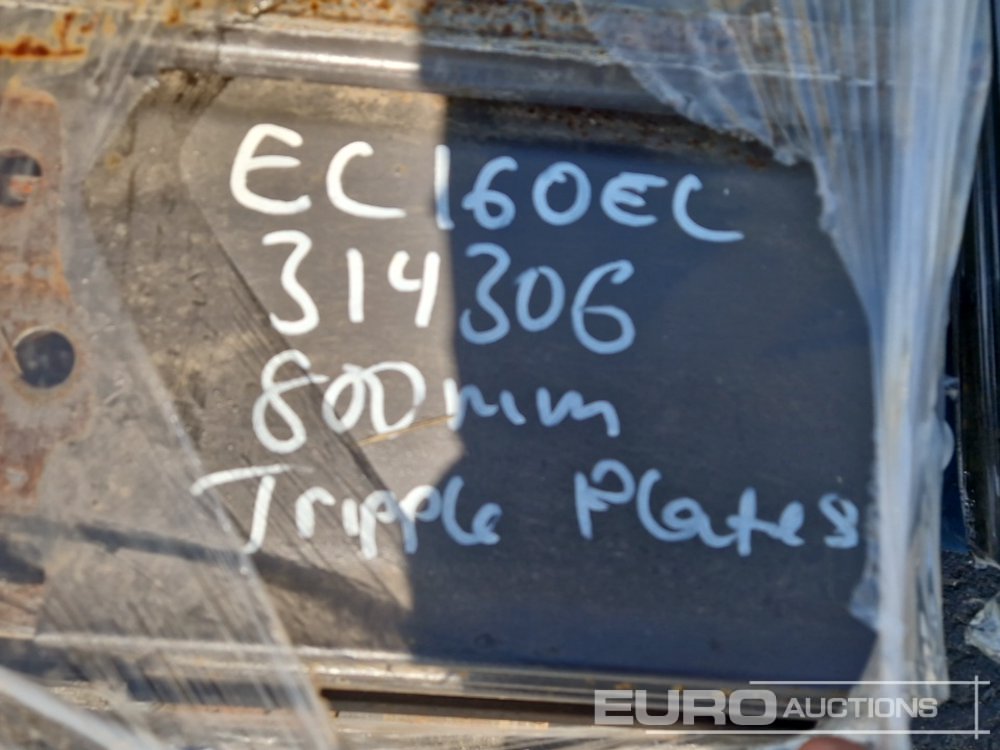 EC160EC
314306
800mm
Tripple Plates
EURO AUCTIONS